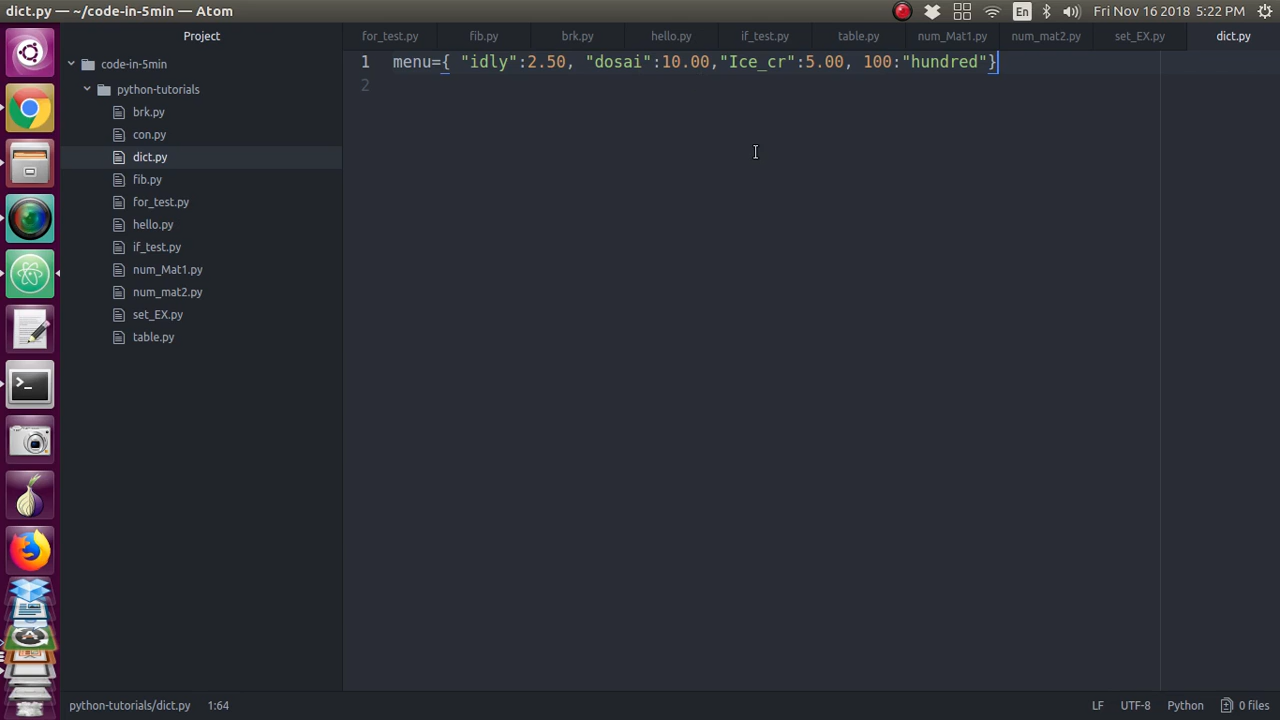 dict.py — ~/code-in-5min — Atom
En
Fri Nov 16 2018 5:22 PM
Project
for_test.py
fib.py
brk.py
hello.py
if_test.py
table.py
num_Mat1.py
num_mat2.py
set_EX.py
dict.py
code-in-5min
python-tutorials
brk.py
con.py
dict.py
fib.py
for_test.py
hello.py
if_test.py
num_Mat1.py
num_mat2.py
set_EX.py
table.py
1 menu={ "idly":2.50, "dosai":10.00,"Ice_cr":5.00, 100:"hundred"}
2
python-tutorials/dict.py 1:64
LF
UTF-8
Python
0 files